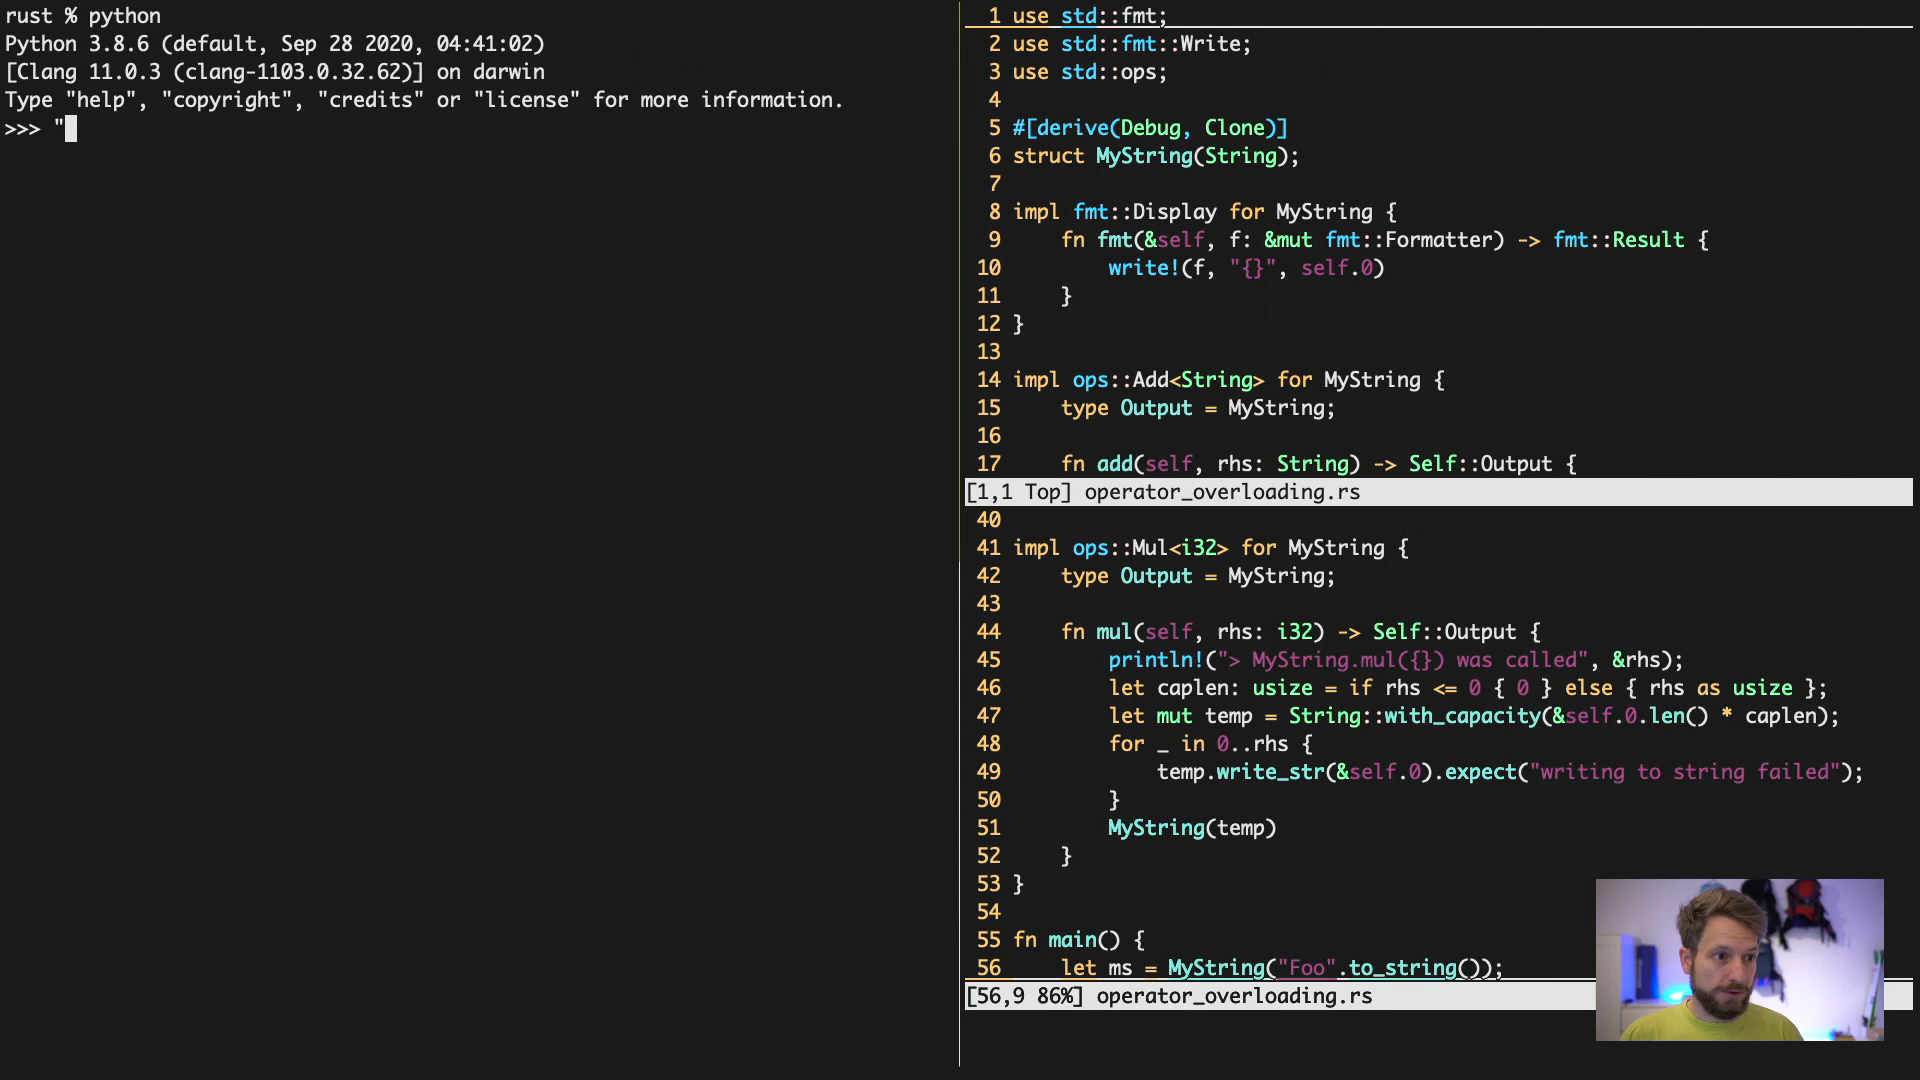 rust % python
Python 3.8.6 (default, Sep 28 2020, 04:41:02)
[Clang 11.0.3 (clang-1103.0.32.62)] on darwin
Type "help", "copyright", "credits" or "license" for more information.
>>> "
1 use std::fmt;
2 use std::fmt::Write;
3 use std::ops;
4
5 #[derive(Debug, Clone)]
6 struct MyString(String);
7
8 impl fmt::Display for MyString {
9     fn fmt(&self, f: &mut fmt::Formatter) -> fmt::Result {
10         write!(f, "{}", self.0)
11     }
12 }
13
14 impl ops::Add<String> for MyString {
15     type Output = MyString;
16
17     fn add(self, rhs: String) -> Self::Output {
[1,1 Top] operator_overloading.rs
40
41 impl ops::Mul<i32> for MyString {
42     type Output = MyString;
43
44     fn mul(self, rhs: i32) -> Self::Output {
45         println!("> MyString.mul({}) was called", &rhs);
46         let caplen: usize = if rhs <= 0 { 0 } else { rhs as usize };
47         let mut temp = String::with_capacity(&self.0.len() * caplen);
48         for _ in 0..rhs {
49             temp.write_str(&self.0).expect("writing to string failed");
50         }
51         MyString(temp)
52     }
53 }
54
55 fn main() {
56     let ms = MyString("Foo".to_string());
[56,9 86%] operator_overloading.rs